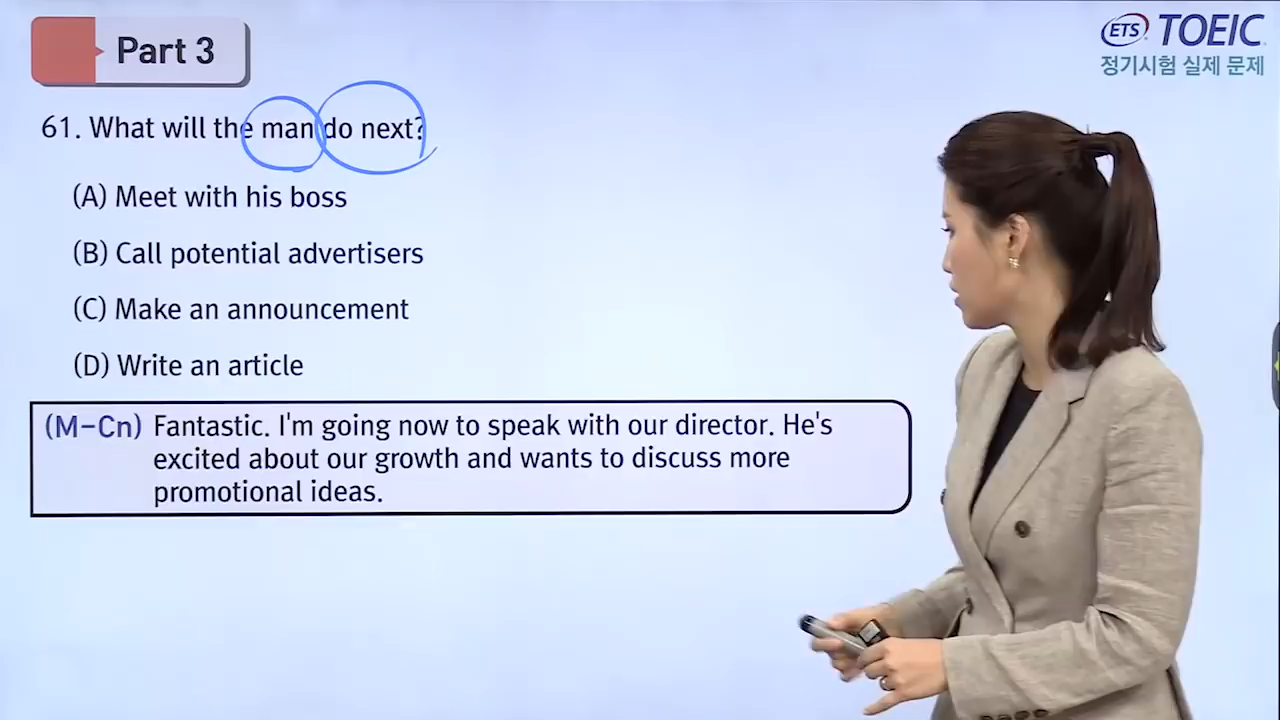 Part 3
ETS TOEIC
정기시험 실제 문제
61. What will the man do next?
(A) Meet with his boss
(B) Call potential advertisers
(C) Make an announcement
(D) Write an article
(M-Cn) Fantastic. I'm going now to speak with our director. He's
excited about our growth and wants to discuss more
promotional ideas.